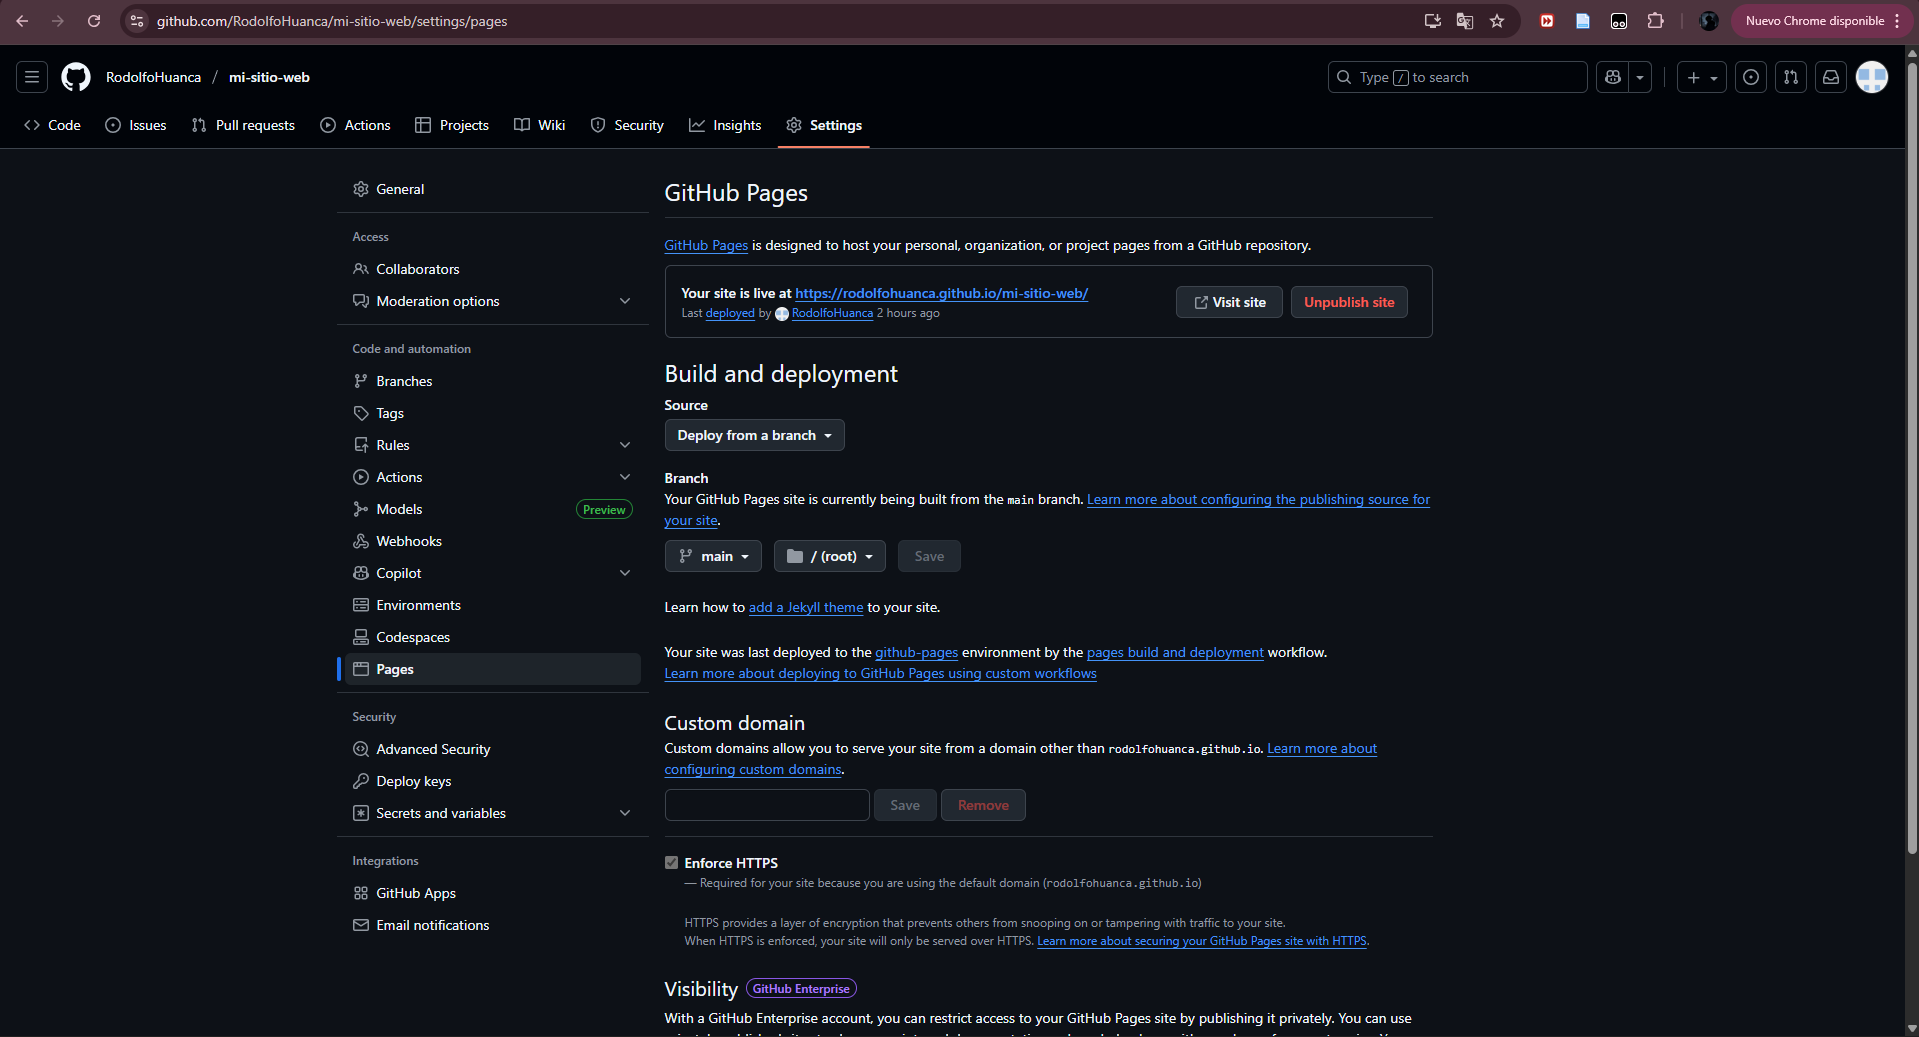 github.com/RodolfoHuanca/mi-sitio-web/settings/pages
Nuevo Chrome disponible
RodolfoHuanca / mi-sitio-web
Type / to search
Code
Issues
Pull requests
Actions
Projects
Wiki
Security
Insights
Settings
General
Access
Collaborators
Moderation options
Code and automation
Branches
Tags
Rules
Actions
Models Preview
Webhooks
Copilot
Environments
Codespaces
Pages
Security
Advanced Security
Deploy keys
Secrets and variables
Integrations
GitHub Apps
Email notifications
GitHub Pages
GitHub Pages is designed to host your personal, organization, or project pages from a GitHub repository.
Your site is live at https://rodolfohuanca.github.io/mi-sitio-web/
Last deployed by RodolfoHuanca 2 hours ago
Visit site
Unpublish site
Build and deployment
Source
Deploy from a branch
Branch
Your GitHub Pages site is currently being built from the main branch. Learn more about configuring the publishing source for
your site.
main
/ (root)
Save
Learn how to add a Jekyll theme to your site.
Your site was last deployed to the github-pages environment by the pages build and deployment workflow.
Learn more about deploying to GitHub Pages using custom workflows
Custom domain
Custom domains allow you to serve your site from a domain other than rodolfohuanca.github.io. Learn more about
configuring custom domains.
Save
Remove
Enforce HTTPS
— Required for your site because you are using the default domain (rodolfohuanca.github.io)
HTTPS provides a layer of encryption that prevents others from snooping on or tampering with traffic to your site.
When HTTPS is enforced, your site will only be served over HTTPS. Learn more about securing your GitHub Pages site with HTTPS.
Visibility GitHub Enterprise
With a GitHub Enterprise account, you can restrict access to your GitHub Pages site by publishing it privately. You can use